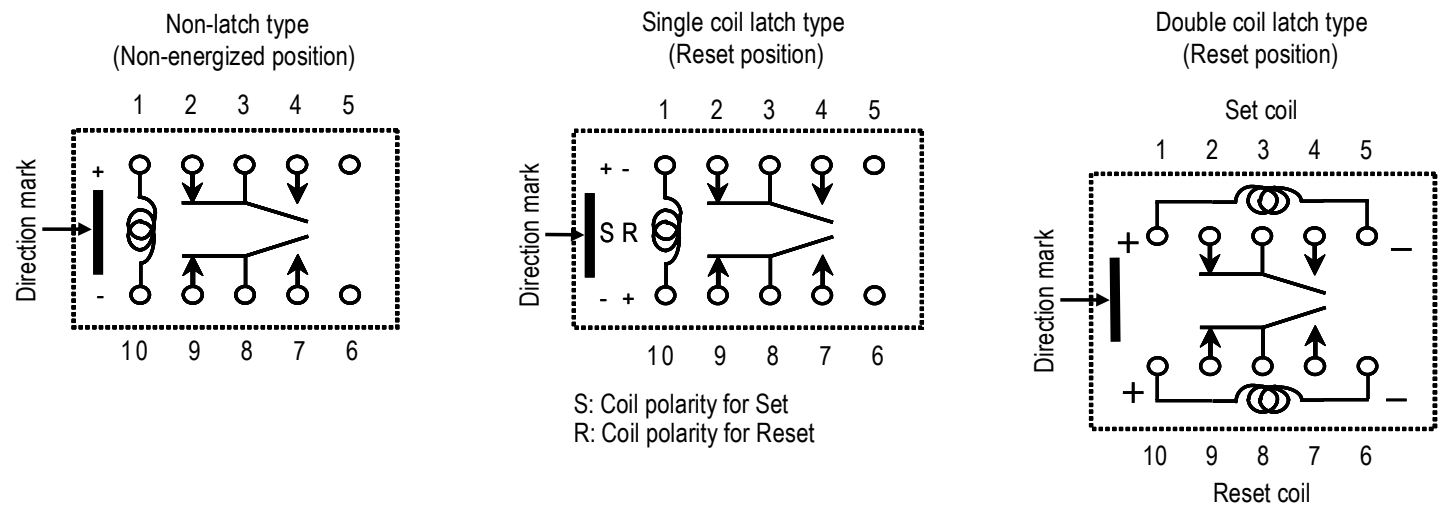 Non-latch type
(Non-energized position)
1 2 3 4 5
Direction mark
+
-
10 9 8 7 6
Single coil latch type
(Reset position)
1 2 3 4 5
Direction mark
+ -
S R
- +
10 9 8 7 6
S: Coil polarity for Set
R: Coil polarity for Reset
Double coil latch type
(Reset position)
Set coil
1 2 3 4 5
Direction mark
+ –
+ –
10 9 8 7 6
Reset coil